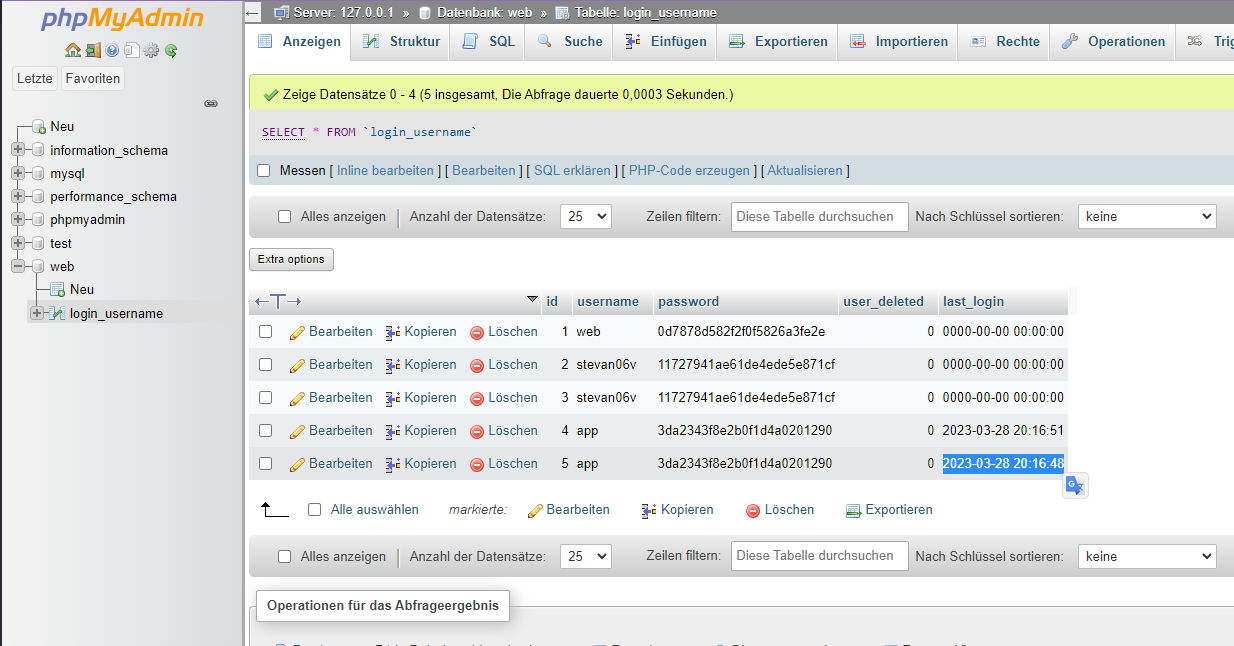 phpMyAdmin
Letzte Favoriten
Neu
information_schema
mysql
performance_schema
phpmyadmin
test
web
Neu
login_username
Server: 127.0.0.1 » Datenbank: web » Tabelle: login_username
Anzeigen Struktur SQL Suche Einfügen Exportieren Importieren Rechte Operationen Trig
Zeige Datensätze 0 - 4 (5 insgesamt, Die Abfrage dauerte 0,0003 Sekunden.)
SELECT * FROM `login_username`
Messen [ Inline bearbeiten ] [ Bearbeiten ] [ SQL erklären ] [ PHP-Code erzeugen ] [ Aktualisieren ]
Alles anzeigen | Anzahl der Datensätze: 25 Zeilen filtern: Diese Tabelle durchsuchen Nach Schlüssel sortieren: keine
Extra options
←T→ id username password user_deleted last_login
Bearbeiten Kopieren Löschen 1 web 0d7878d582f2f0f5826a3fe2e 0 0000-00-00 00:00:00
Bearbeiten Kopieren Löschen 2 stevan06v 11727941ae61de4ede5e871cf 0 0000-00-00 00:00:00
Bearbeiten Kopieren Löschen 3 stevan06v 11727941ae61de4ede5e871cf 0 0000-00-00 00:00:00
Bearbeiten Kopieren Löschen 4 app 3da2343f8e2b0f1d4a0201290 0 2023-03-28 20:16:51
Bearbeiten Kopieren Löschen 5 app 3da2343f8e2b0f1d4a0201290 0 2023-03-28 20:16:48
Alle auswählen markierte: Bearbeiten Kopieren Löschen Exportieren
Alles anzeigen | Anzahl der Datensätze: 25 Zeilen filtern: Diese Tabelle durchsuchen Nach Schlüssel sortieren: keine
Operationen für das Abfrageergebnis